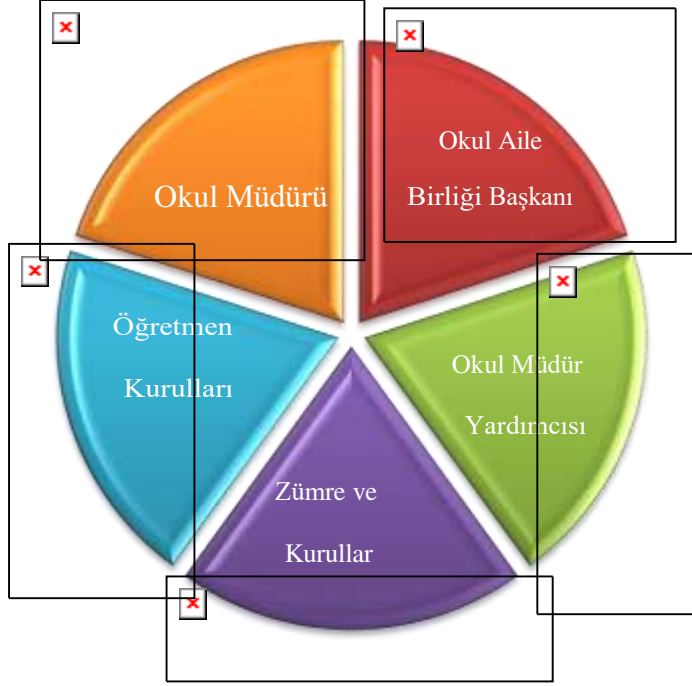 Okul Müdürü
Okul Aile
Birliği Başkanı
Okul Müdür
Yardımcısı
Zümre ve
Kurullar
Öğretmen
Kurulları